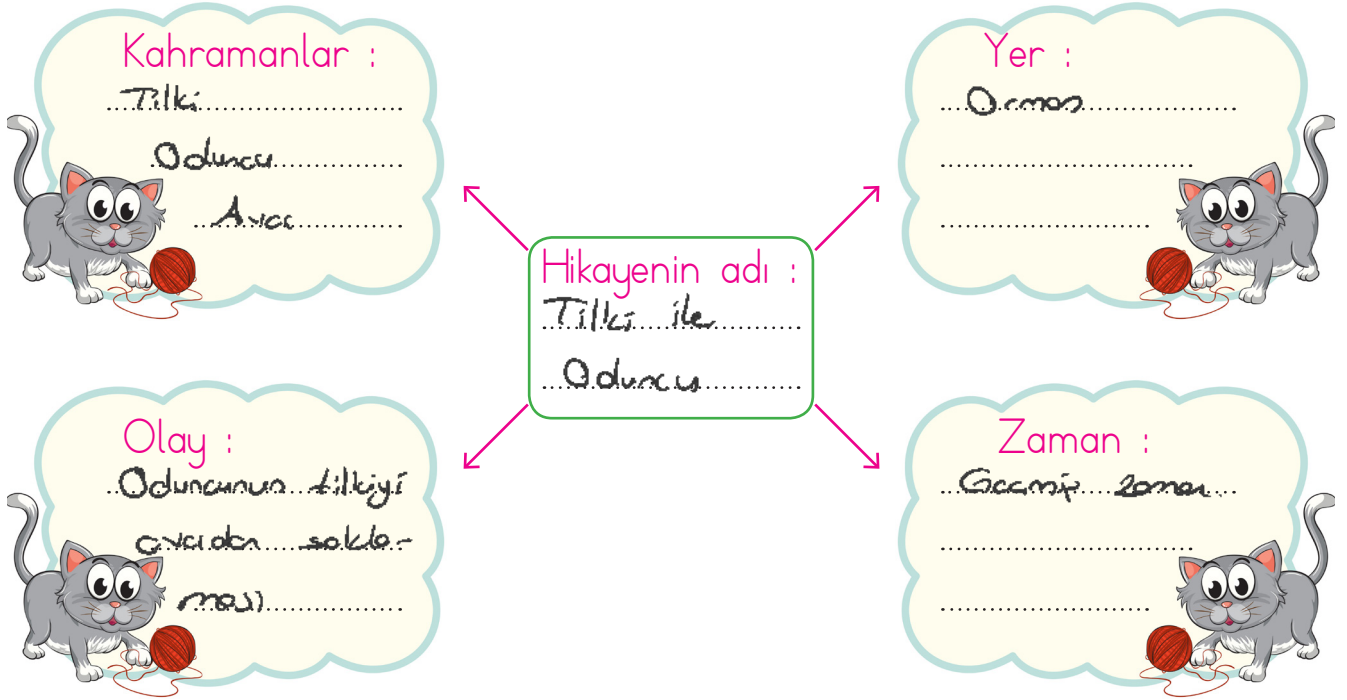 Kahramanlar :
Tilki
Oduncu
Avcı
Yer :
Orman
Hikayenin adı :
Tilki ile
Oduncu
Olay :
Oduncunun tilkiyi
avcıdan sakla-
ması
Zaman :
Geçmiş zaman